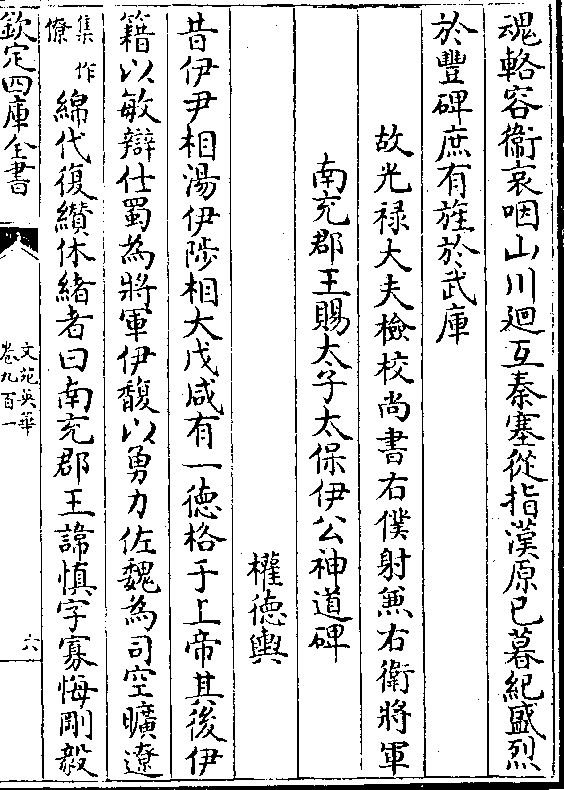 魂輅容衞哀咽山川迴互秦塞從指漢原已暮紀盛烈
於豐碑庶有旌於武庫
故光禄大夫檢校尚書右僕射兼右衛將軍
南充郡王贈太子太保伊公神道碑
權德輿
昔伊尹相湯伊陟相大戊咸有一德格于上帝其後伊
籍以敏辯仕蜀為將軍伊馥以勇力佐魏為司空曠遼
集作
僚
綿代復纘休緒者曰南充郡王諱慎字寡悔剛毅
欽定四庫全書
文苑英華
卷九百一
六